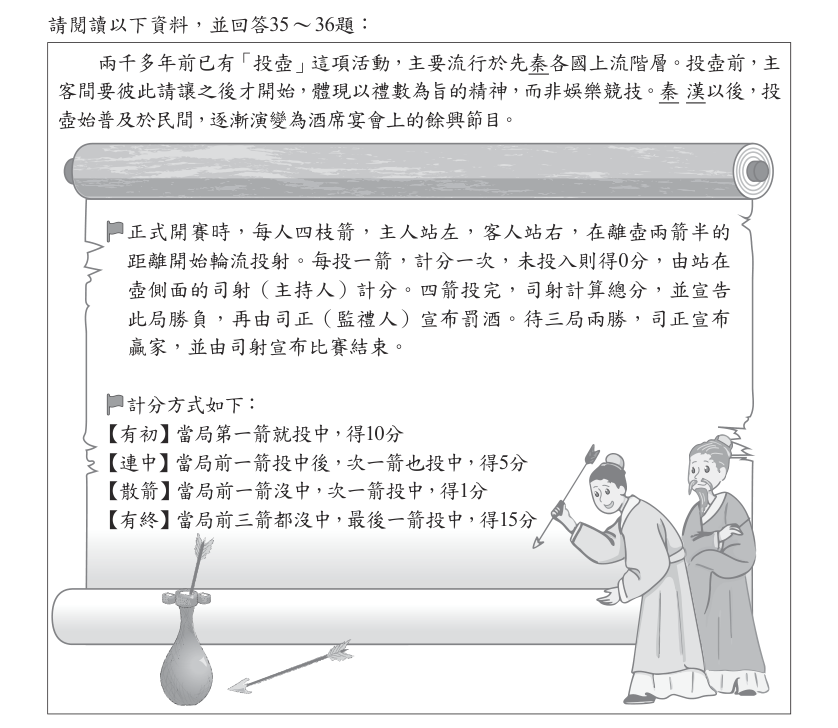 請閱讀以下資料，並回答35～36題：
兩千多年前已有「投壺」這項活動，主要流行於先秦各國上流階層。投壺前，主
客間要彼此請讓之後才開始，體現以禮數為旨的精神，而非娛樂競技。秦 漢以後，投
壺始普及於民間，逐漸演變為酒席宴會上的餘興節目。
正式開賽時，每人四枝箭，主人站左，客人站右，在離壺兩箭半的
距離開始輪流投射。每投一箭，計分一次，未投入則得0分，由站在
壺側面的司射（主持人）計分。四箭投完，司射計算總分，並宣告
此局勝負，再由司正（監禮人）宣布罰酒。待三局兩勝，司正宣布
贏家，並由司射宣布比賽結束。
計分方式如下：
【有初】當局第一箭就投中，得10分
【連中】當局前一箭投中後，次一箭也投中，得5分
【散箭】當局前一箭沒中，次一箭投中，得1分
【有終】當局前三箭都沒中，最後一箭投中，得15分